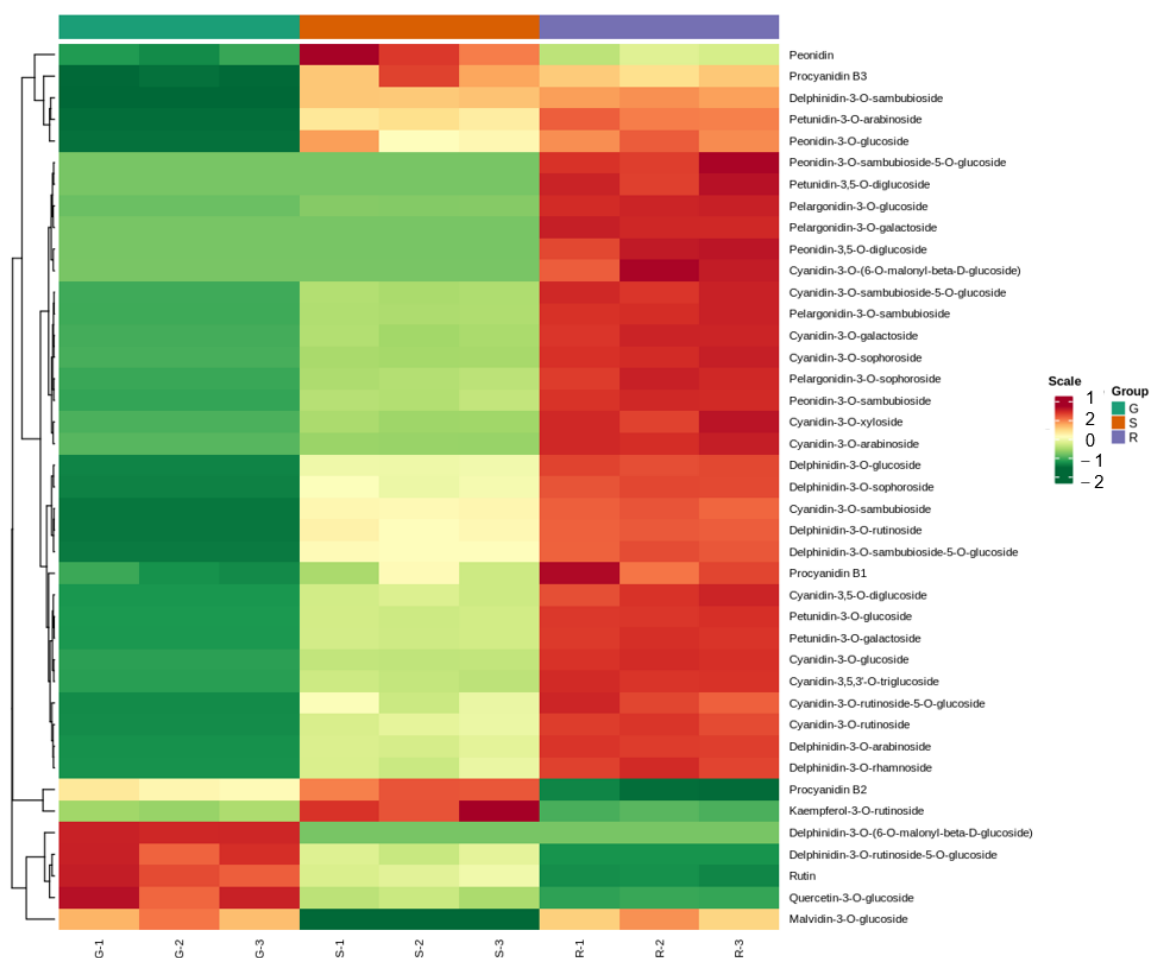 Peonidin
Procyanidin B3
Delphinidin-3-O-sambubioside
Petunidin-3-O-arabinoside
Peonidin-3-O-glucoside
Peonidin-3-O-sambubioside-5-O-glucoside
Petunidin-3,5-O-diglucoside
Pelargonidin-3-O-glucoside
Pelargonidin-3-O-galactoside
Peonidin-3,5-O-diglucoside
Cyanidin-3-O-(6-O-malonyl-beta-D-glucoside)
Cyanidin-3-O-sambubioside-5-O-glucoside
Pelargonidin-3-O-sambubioside
Cyanidin-3-O-galactoside
Cyanidin-3-O-sophoroside
Pelargonidin-3-O-sophoroside
Peonidin-3-O-sambubioside
Cyanidin-3-O-xyloside
Cyanidin-3-O-arabinoside
Delphinidin-3-O-glucoside
Delphinidin-3-O-sophoroside
Cyanidin-3-O-sambubioside
Delphinidin-3-O-rutinoside
Delphinidin-3-O-sambubioside-5-O-glucoside
Procyanidin B1
Cyanidin-3,5-O-diglucoside
Petunidin-3-O-glucoside
Petunidin-3-O-galactoside
Cyanidin-3-O-glucoside
Cyanidin-3,5,3'-O-triglucoside
Cyanidin-3-O-rutinoside-5-O-glucoside
Cyanidin-3-O-rutinoside
Delphinidin-3-O-arabinoside
Delphinidin-3-O-rhamnoside
Procyanidin B2
Kaempferol-3-O-rutinoside
Delphinidin-3-O-(6-O-malonyl-beta-D-glucoside)
Delphinidin-3-O-rutinoside-5-O-glucoside
Rutin
Quercetin-3-O-glucoside
Malvidin-3-O-glucoside
G-1 G-2 G-3 S-1 S-2 S-3 R-1 R-2 R-3
Scale
1
2
0
−1
−2
Group
G
S
R